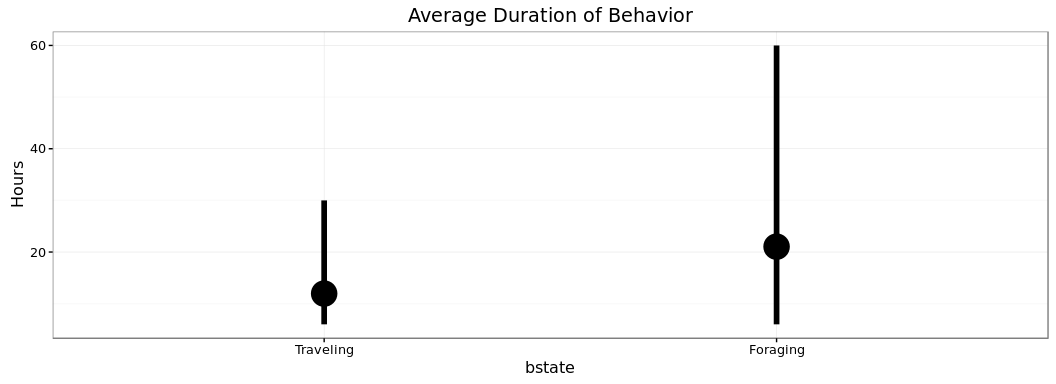 Average Duration of Behavior
60
40
20
Hours
Traveling
Foraging
bstate